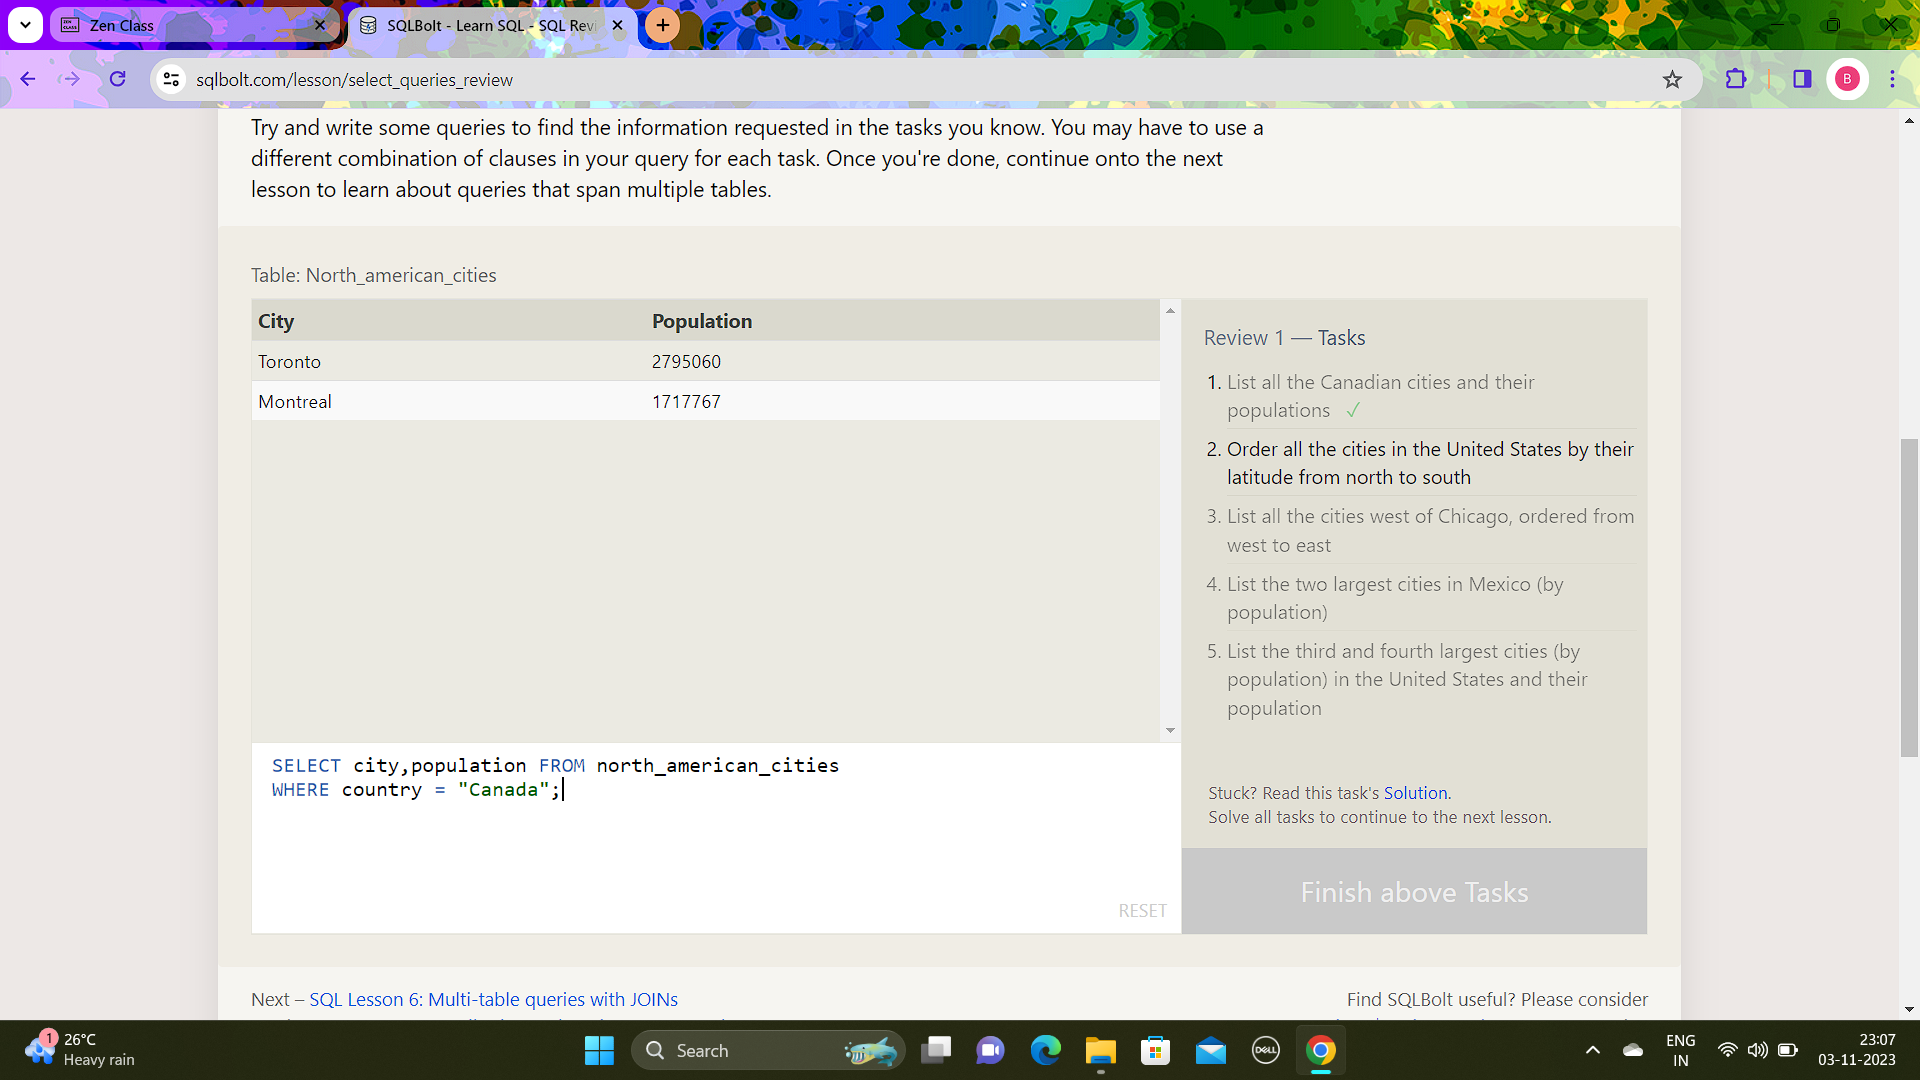 Zen Class
SQLBolt - Learn SQL - SQL Revi
sqlbolt.com/lesson/select_queries_review
B
Try and write some queries to find the information requested in the tasks you know. You may have to use a
different combination of clauses in your query for each task. Once you're done, continue onto the next
lesson to learn about queries that span multiple tables.
Table: North_american_cities
City Population
Toronto 2795060
Montreal 1717767
SELECT city,population FROM north_american_cities
WHERE country = "Canada";
RESET
Review 1 — Tasks
1. List all the Canadian cities and their
populations ✓
2. Order all the cities in the United States by their
latitude from north to south
3. List all the cities west of Chicago, ordered from
west to east
4. List the two largest cities in Mexico (by
population)
5. List the third and fourth largest cities (by
population) in the United States and their
population
Stuck? Read this task's Solution.
Solve all tasks to continue to the next lesson.
Finish above Tasks
Next – SQL Lesson 6: Multi-table queries with JOINs
Find SQLBolt useful? Please consider
1
26°C
Heavy rain
Search
DELL
ENG
IN
23:07
03-11-2023